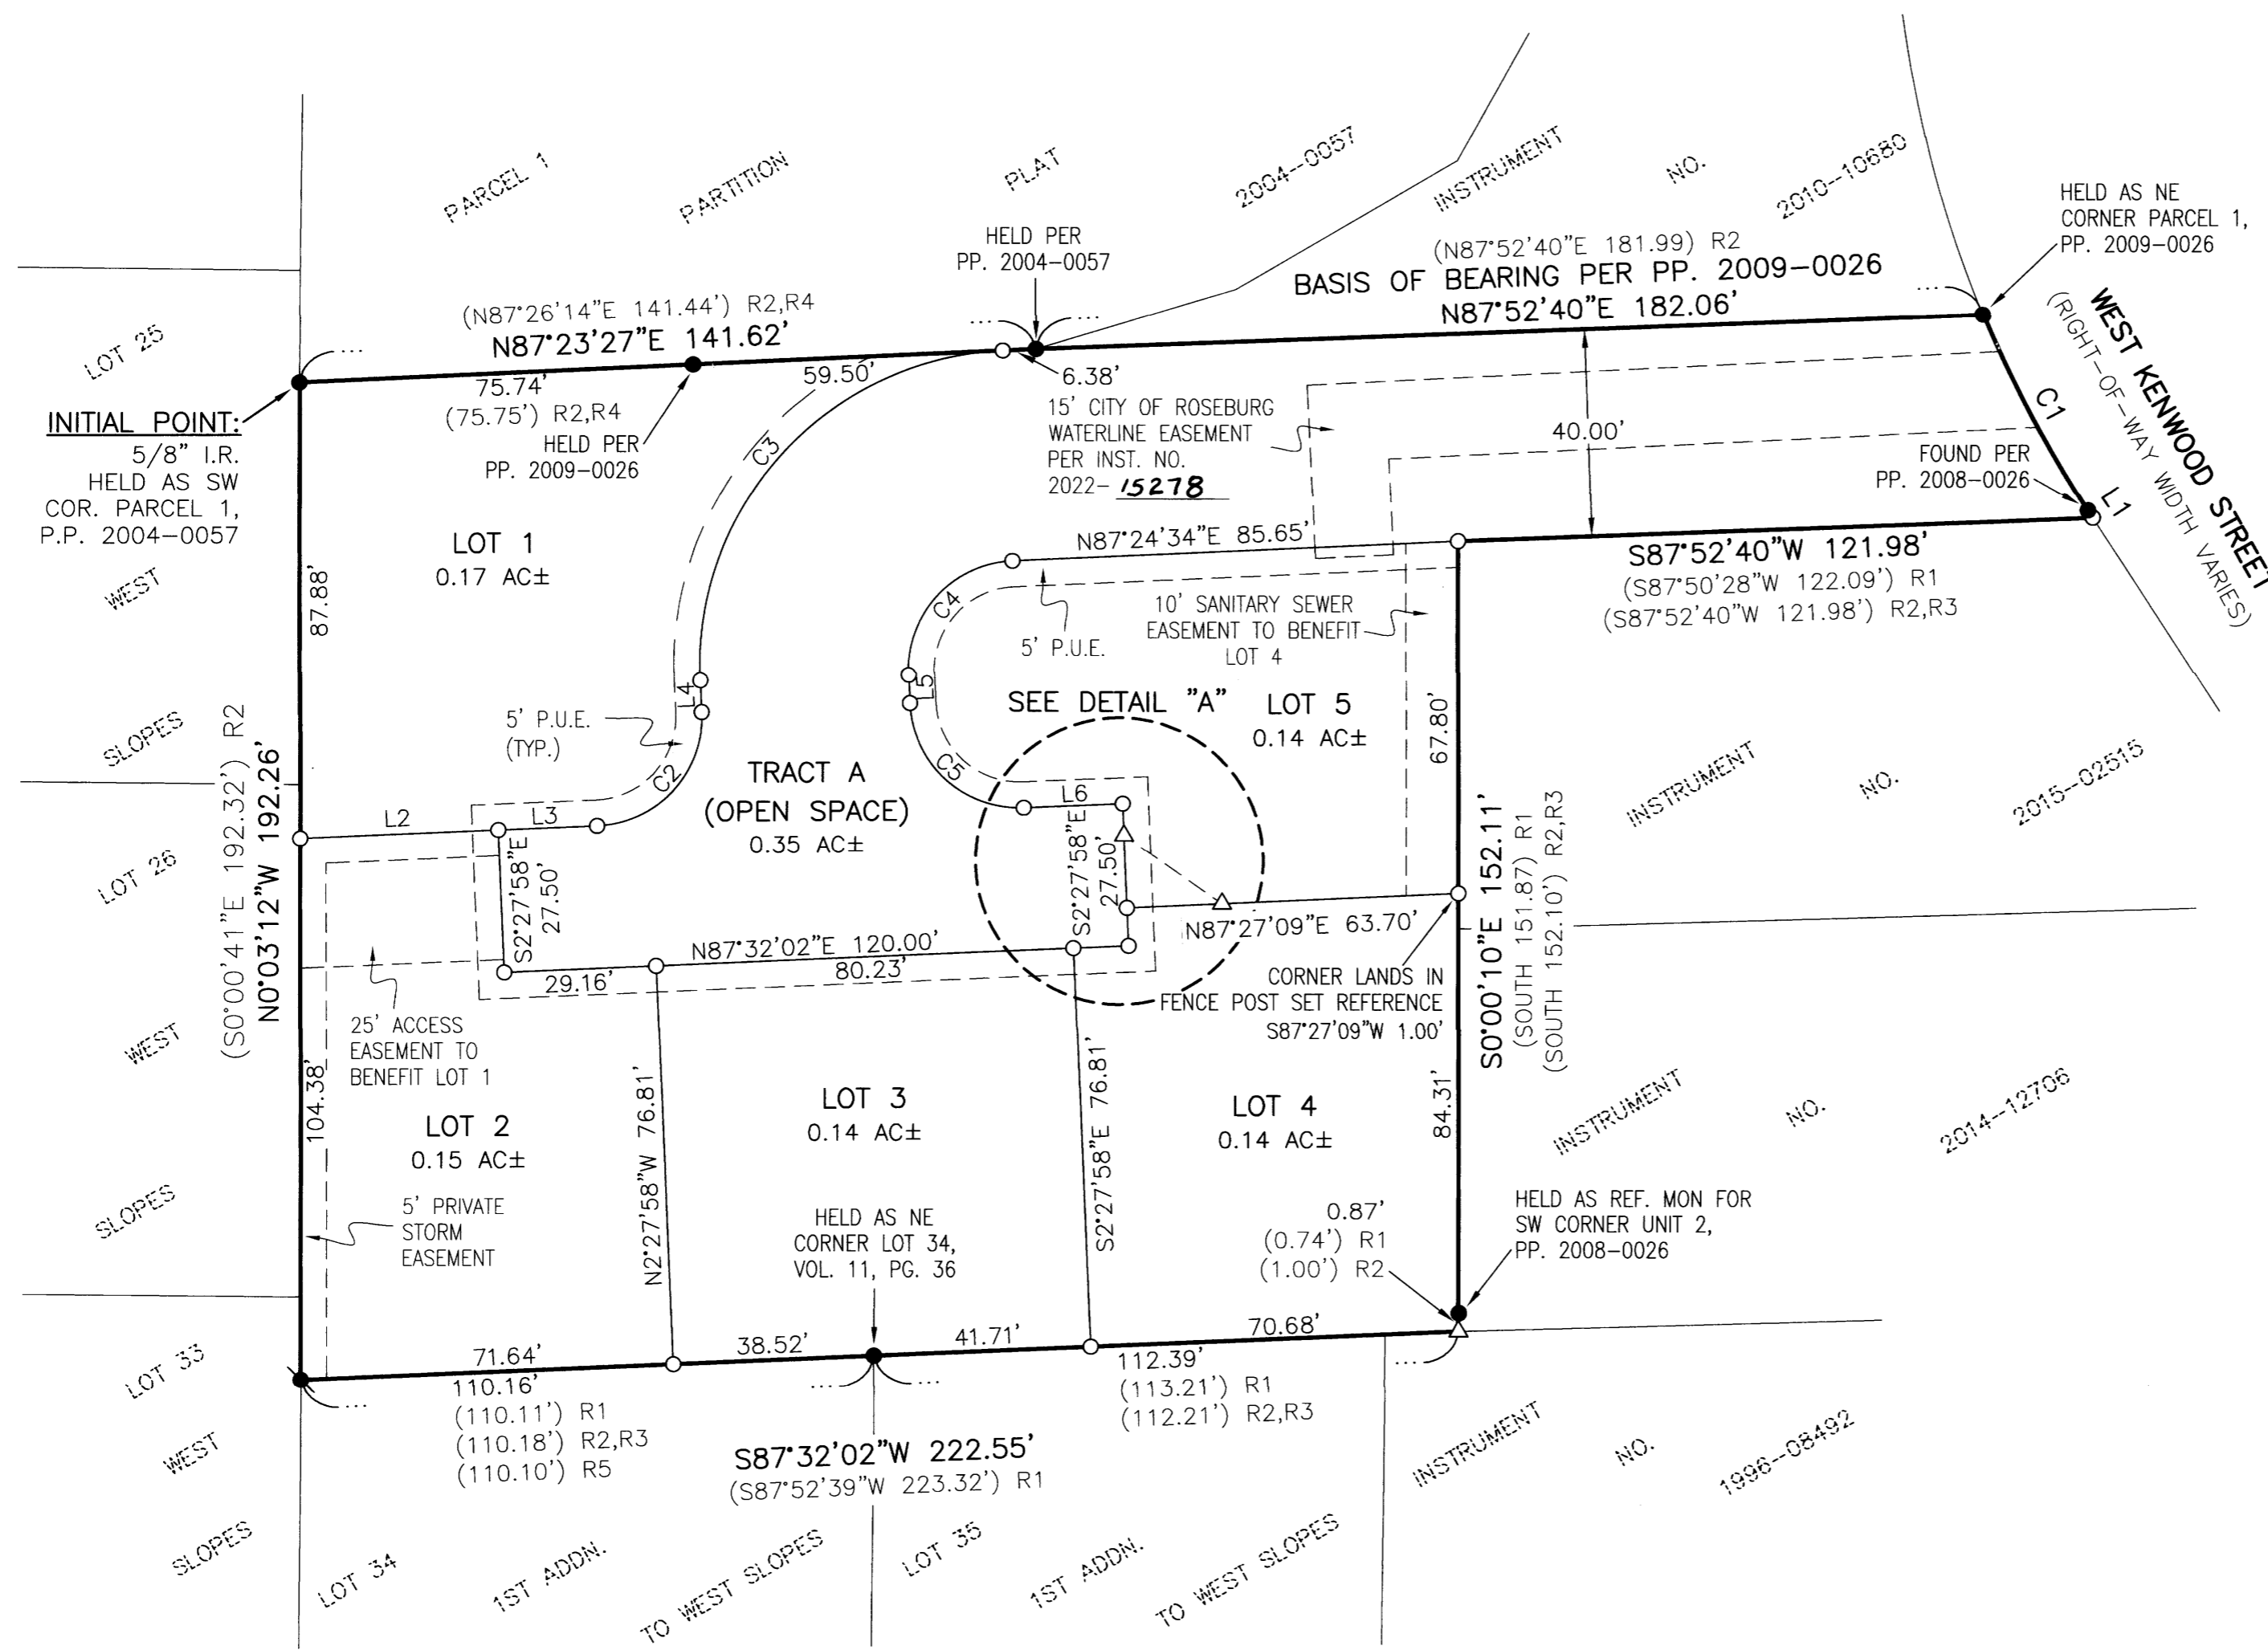 PARCEL 1
PARTITION
PLAT
2004-0057
INSTRUMENT
NO.
2010-10680
HELD AS NE
CORNER PARCEL 1,
PP. 2009-0026
HELD PER
PP. 2004-0057
(N87°52'40"E 181.99) R2
BASIS OF BEARING PER PP. 2009-0026
N87°52'40"E 182.06'
WEST KENWOOD STREET
(RIGHT-OF-WAY WIDTH VARIES)
LOT 25
(N87°26'14"E 141.44') R2,R4
N87°23'27"E 141.62'
75.74'
(75.75') R2,R4
HELD PER
PP. 2009-0026
59.50'
6.38'
INITIAL POINT:
5/8" I.R.
HELD AS SW
COR. PARCEL 1,
P.P. 2004-0057
15' CITY OF ROSEBURG
WATERLINE EASEMENT
PER INST. NO.
2022- 15278
40.00'
C1
FOUND PER
PP. 2008-0026
L1
C3
LOT 1
0.17 AC±
N87°24'34"E 85.65'
S87°52'40"W 121.98'
(S87°50'28"W 122.09') R1
(S87°52'40"W 121.98') R2,R3
WEST
87.88'
C4
5' P.U.E.
10' SANITARY SEWER
EASEMENT TO BENEFIT
LOT 4
L4
L5
5' P.U.E.
(TYP.)
SEE DETAIL "A"
LOT 5
0.14 AC±
67.80'
SLOPES
(S0°00'41"E 192.32') R2
N0°03'12"W 192.26'
C2
TRACT A
(OPEN SPACE)
0.35 AC±
C5
INSTRUMENT
NO.
2015-02515
L2
L3
L6
LOT 26
S2°27'58"E
27.50'
S2°27'58"E
27.50'
S0°00'10"E 152.11'
(SOUTH 151.87) R1
(SOUTH 152.10') R2,R3
N87°27'09"E 63.70'
N87°32'02"E 120.00'
29.16'
80.23'
CORNER LANDS IN
FENCE POST SET REFERENCE
S87°27'09"W 1.00'
WEST
25' ACCESS
EASEMENT TO
BENEFIT LOT 1
104.38'
N2°27'58"W 76.81'
LOT 3
0.14 AC±
S2°27'58"E 76.81'
LOT 4
0.14 AC±
84.31'
INSTRUMENT
NO.
2014-12706
LOT 2
0.15 AC±
SLOPES
5' PRIVATE
STORM
EASEMENT
HELD AS NE
CORNER LOT 34,
VOL. 11, PG. 36
0.87'
(0.74') R1
(1.00') R2
HELD AS REF. MON FOR
SW CORNER UNIT 2,
PP. 2008-0026
LOT 33
71.64'
38.52'
41.71'
70.68'
110.16'
(110.11') R1
(110.18') R2,R3
(110.10') R5
112.39'
(113.21') R1
(112.21') R2,R3
WEST
S87°32'02"W 222.55'
(S87°52'39"W 223.32') R1
INSTRUMENT
NO.
1996-08492
SLOPES
LOT 34
1ST ADDN.
TO WEST SLOPES
LOT 35
1ST ADDN.
TO WEST SLOPES